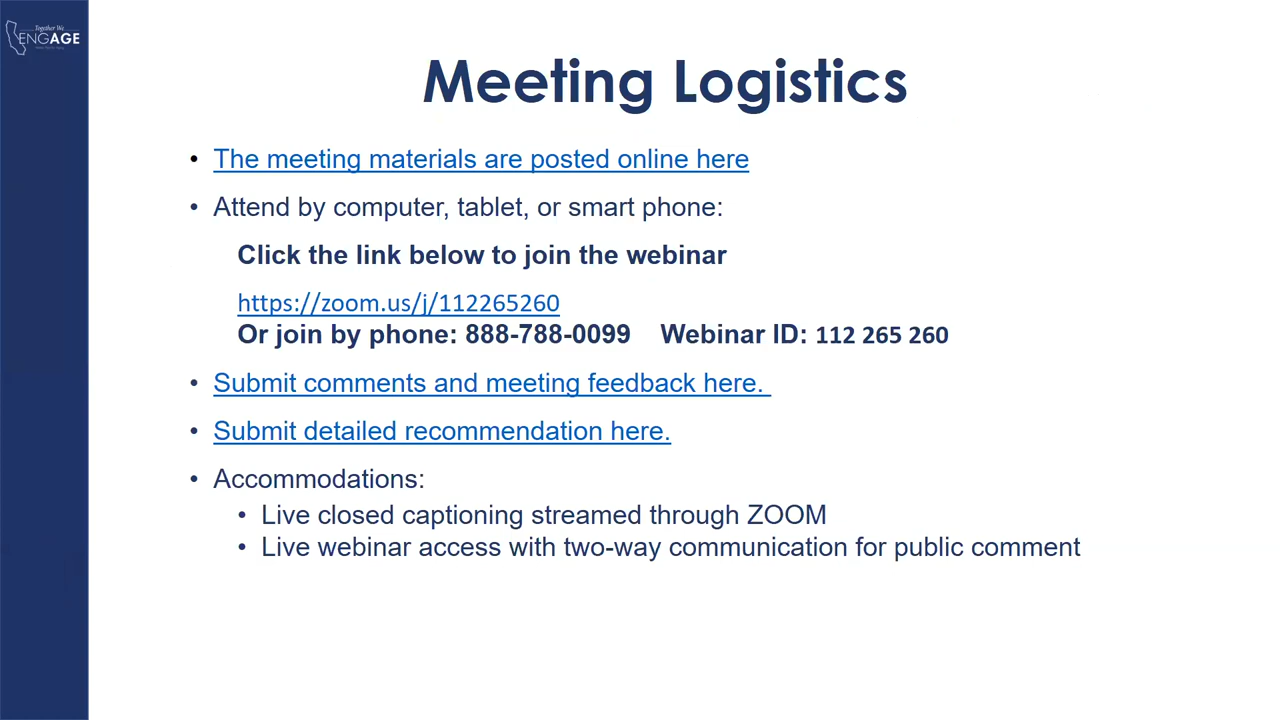 Together We
ENGAGE
Meeting Logistics
• The meeting materials are posted online here
• Attend by computer, tablet, or smart phone:
Click the link below to join the webinar
https://zoom.us/j/112265260
Or join by phone: 888-788-0099 Webinar ID: 112 265 260
• Submit comments and meeting feedback here.
• Submit detailed recommendation here.
• Accommodations:
• Live closed captioning streamed through ZOOM
• Live webinar access with two-way communication for public comment